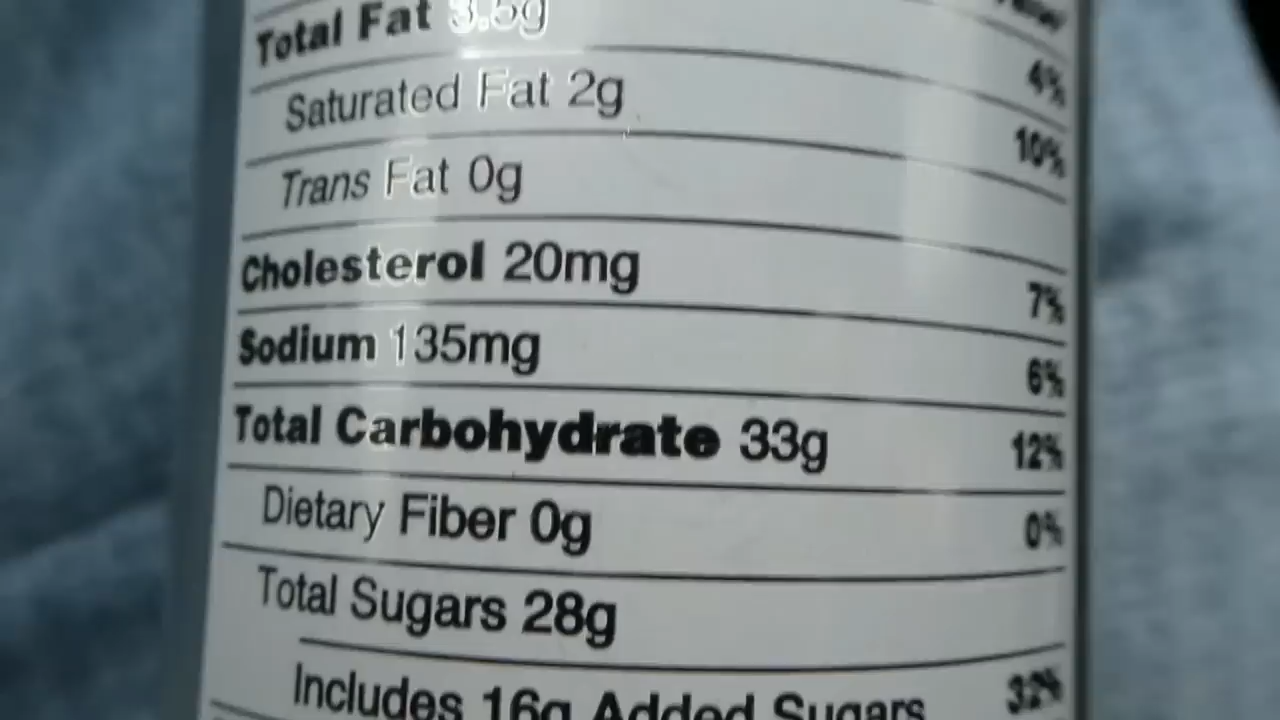 Total Fat 3.5g
4%
Saturated Fat 2g
10%
Trans Fat 0g
Cholesterol 20mg
7%
Sodium 135mg
6%
Total Carbohydrate 33g
12%
Dietary Fiber 0g
0%
Total Sugars 28g
Includes 16g Added Sugars
32%